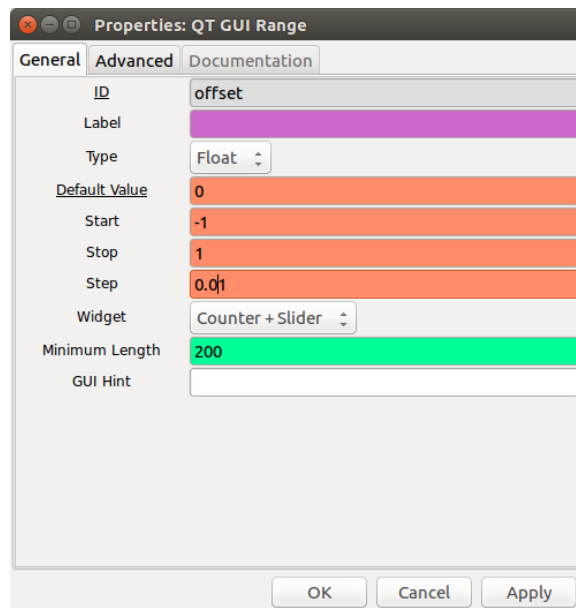 Properties: QT GUI Range
General Advanced Documentation
ID offset
Label
Type Float
Default Value 0
Start -1
Stop 1
Step 0.01
Widget Counter + Slider
Minimum Length 200
GUI Hint
OK Cancel Apply